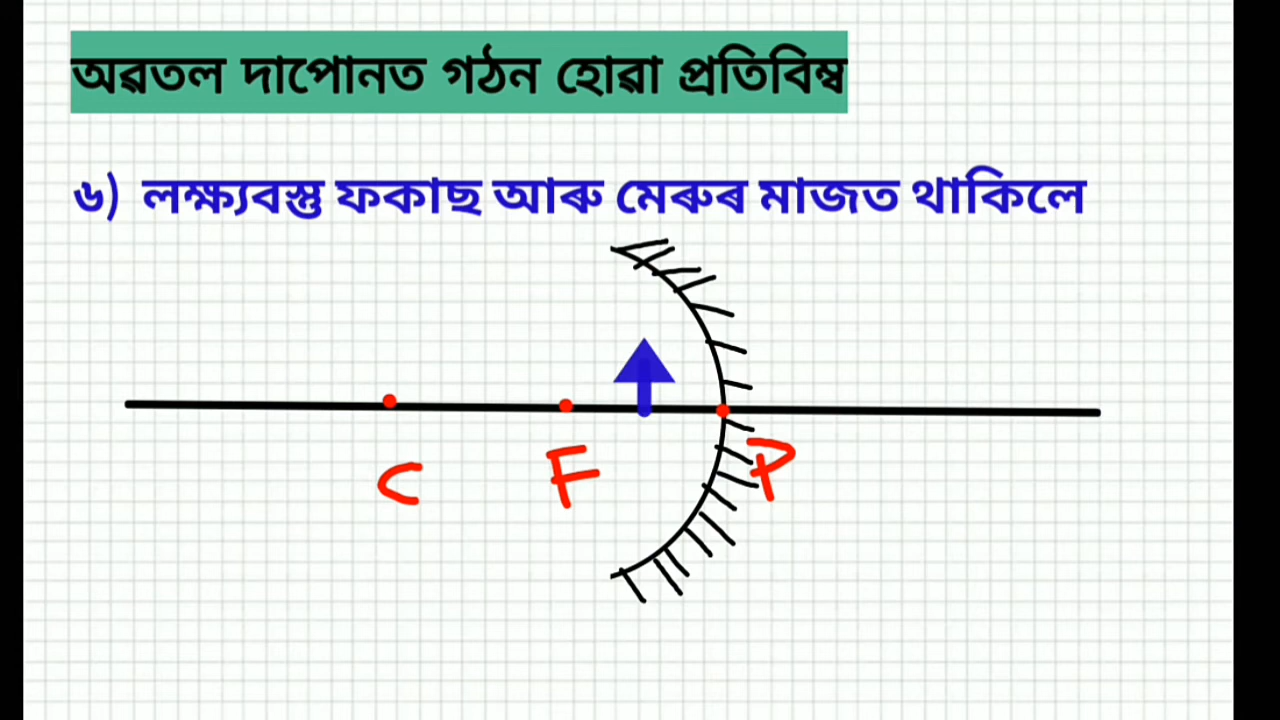 অৱতল দাপোনত গঠন হোৱা প্ৰতিবিম্ব
৬) লক্ষ্যবস্তু ফকাছ আৰু মেৰুৰ মাজত থাকিলে
C F P